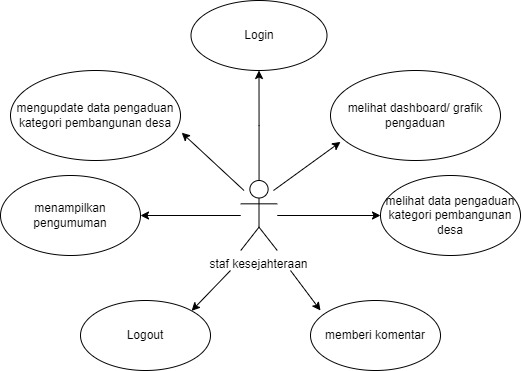 Login
mengupdate data pengaduan
kategori pembangunan desa
melihat dashboard/ grafik
pengaduan
menampilkan
pengumuman
melihat data pengaduan
kategori pembangunan
desa
staf kesejahteraan
Logout
memberi komentar